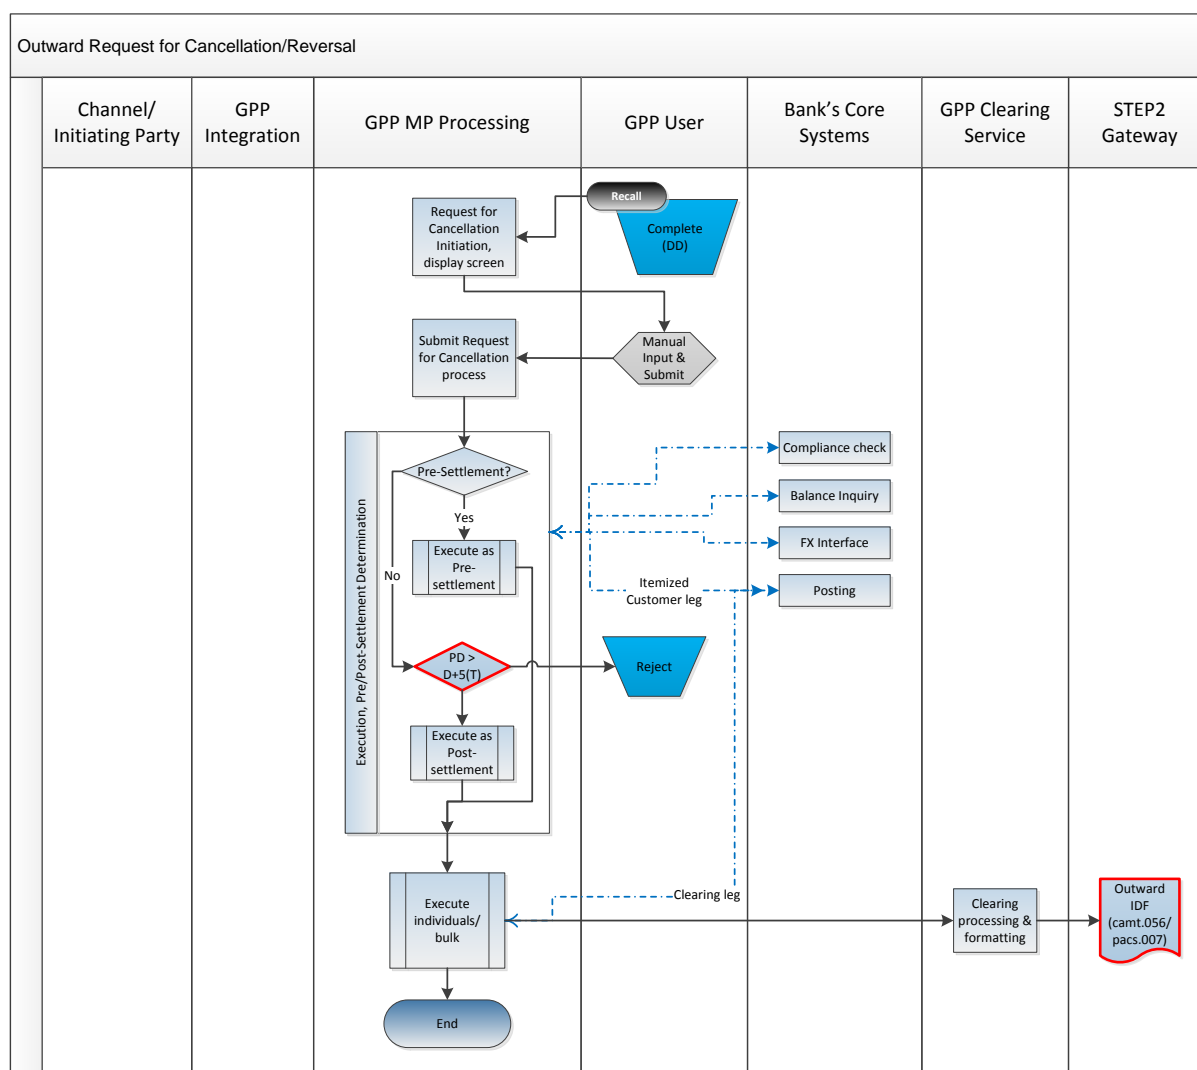 Outward Request for Cancellation/Reversal
Channel/
Initiating Party
GPP
Integration
GPP MP Processing
GPP User
Bank's Core
Systems
GPP Clearing
Service
STEP2
Gateway
Recall
Request for
Cancellation
Initiation,
display screen
Complete
(DD)
Submit Request
for Cancellation
process
Manual
Input &
Submit
Execution, Pre/Post-Settlement Determination
Pre-Settlement?
Yes
No
Execute as
Pre-
settlement
Compliance check
Balance Inquiry
FX Interface
Posting
Itemized
Customer leg
PD >
D+5(T)
Reject
Execute as
Post-
settlement
Execute
individuals/
bulk
Clearing leg
Clearing
processing &
formatting
Outward
IDF
(camt.056/
pacs.007)
End